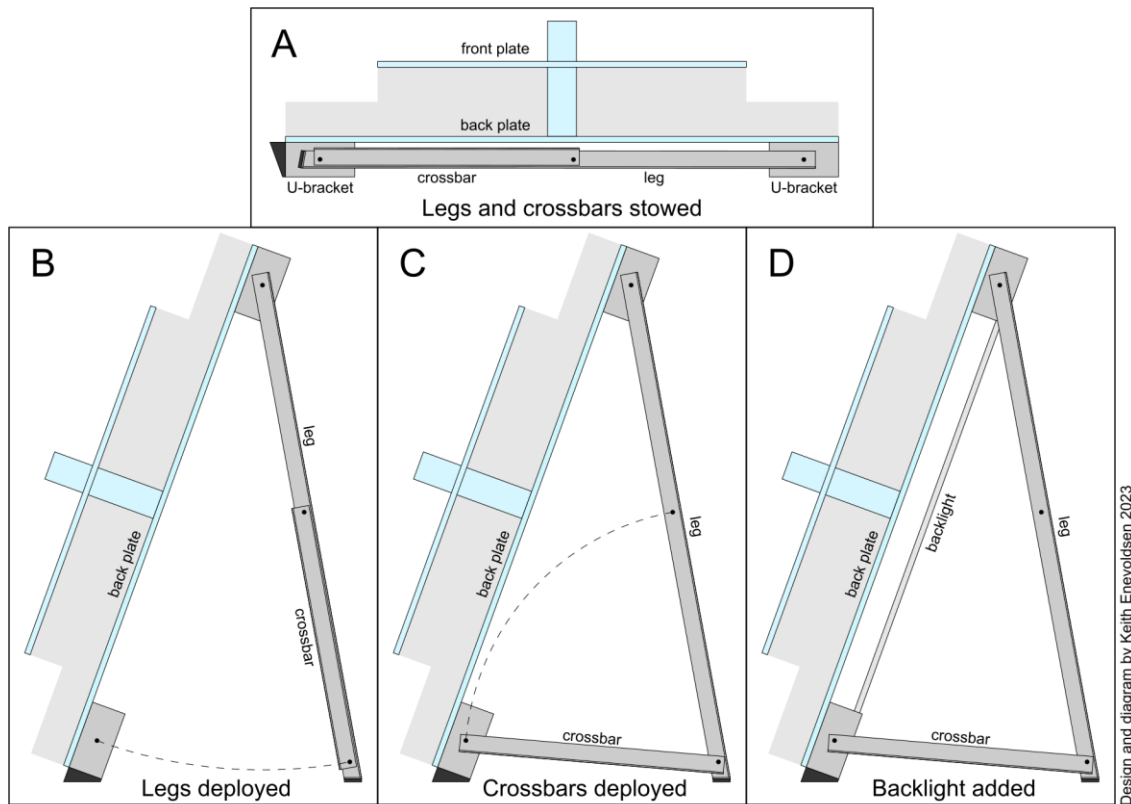 A
front plate
back plate
U-bracket
crossbar
leg
U-bracket
Legs and crossbars stowed
B
leg
back plate
crossbar
Legs deployed
C
leg
back plate
crossbar
Crossbars deployed
D
leg
backlight
back plate
crossbar
Backlight added
Design and diagram by Keith Enevoldsen 2023